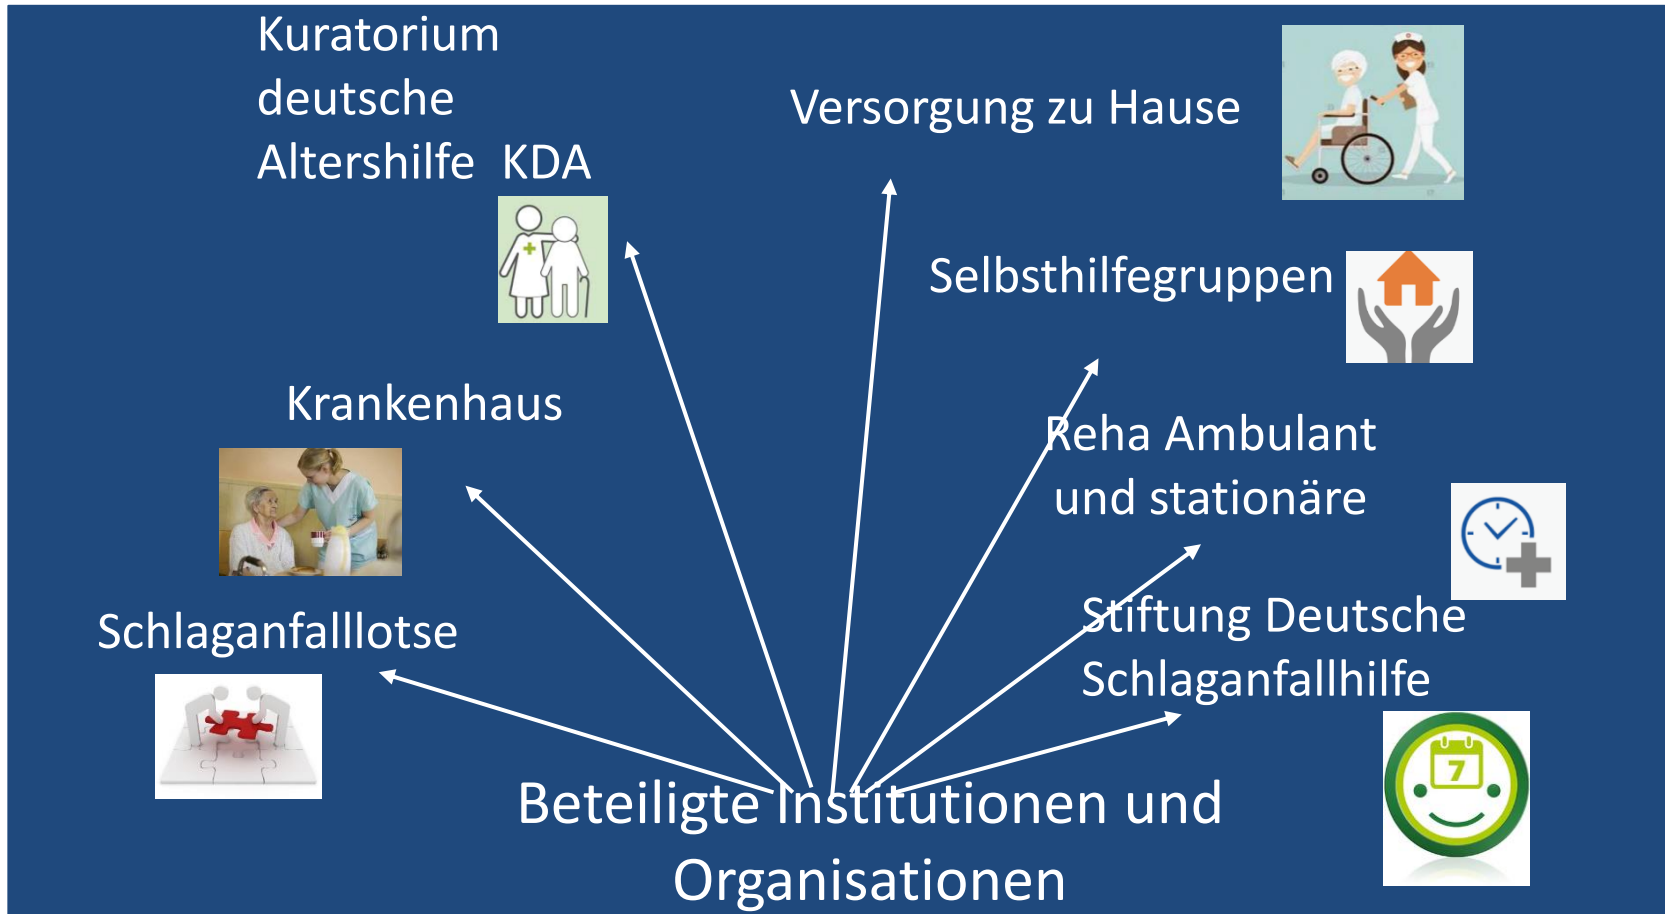 Kuratorium
deutsche
Altershilfe  KDA
Versorgung zu Hause
Selbsthilfegruppen
Krankenhaus
Reha Ambulant
und stationäre
Schlaganfalllotse
Stiftung Deutsche
Schlaganfallhilfe
7
Beteiligte Institutionen und
Organisationen